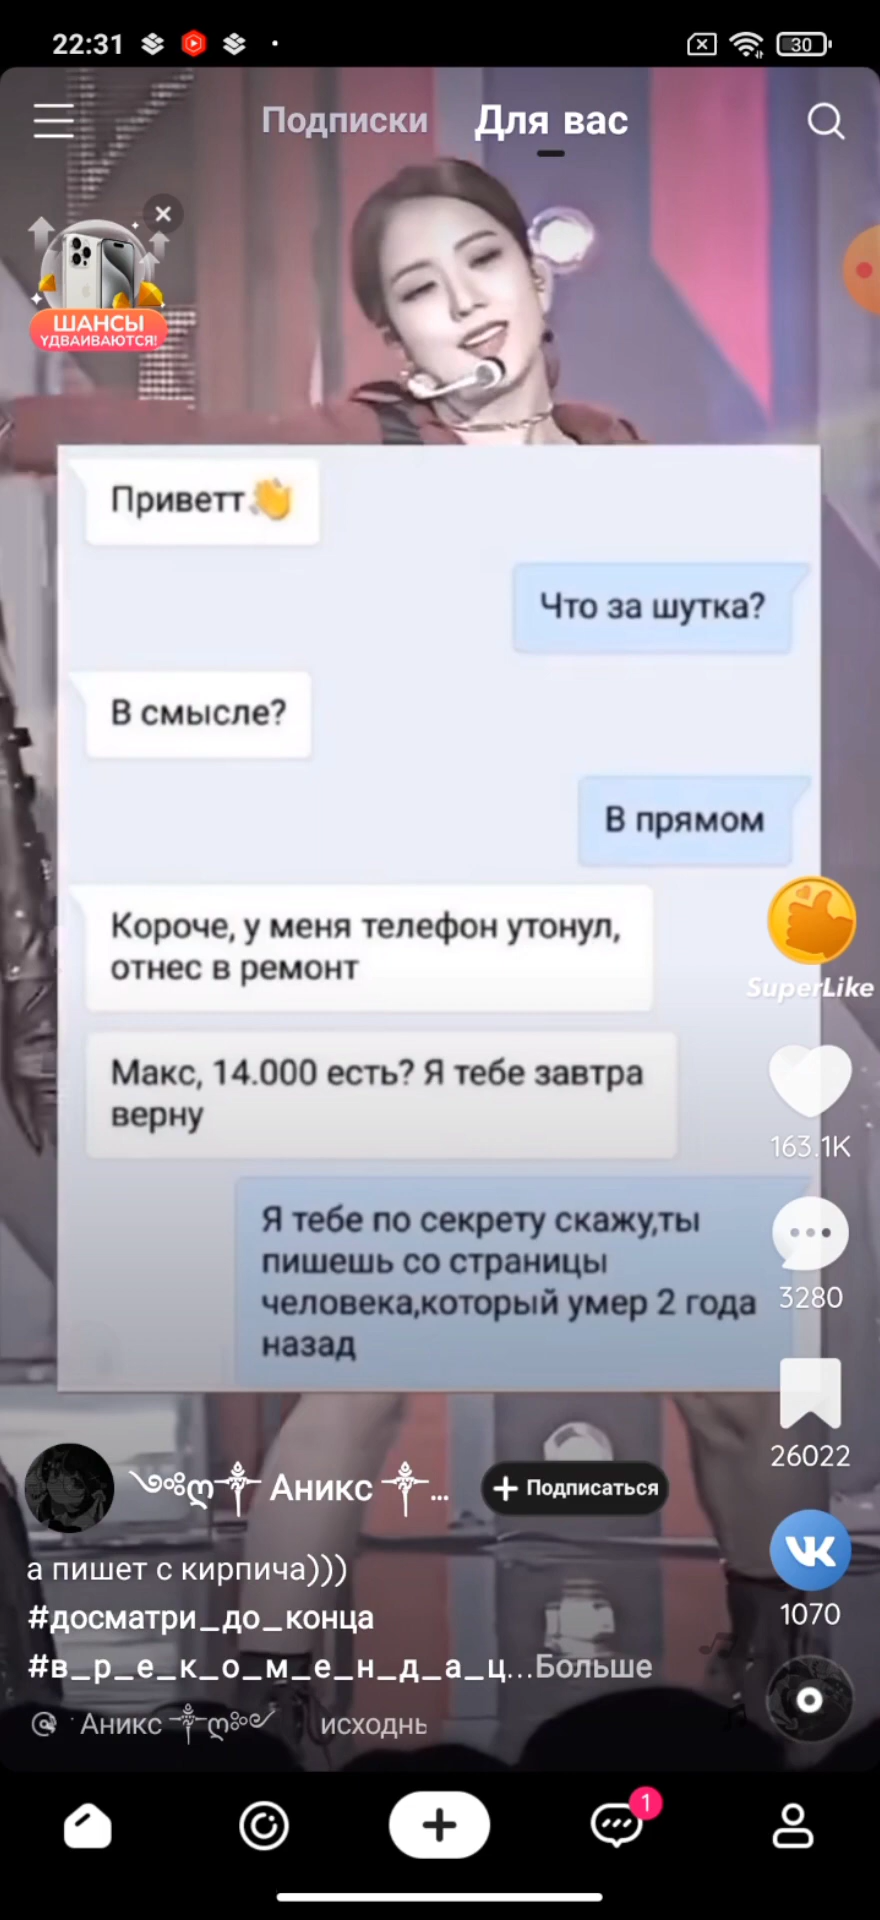 22:31
30
Подписки Для вас
ШАНСЫ
УДВАИВАЮТСЯ!
Приветт👋
Что за шутка?
В смысле?
В прямом
Короче, у меня телефон утонул,
отнес в ремонт
Макс, 14.000 есть? Я тебе завтра
верну
Я тебе по секрету скажу,ты
пишешь со страницы
человека,который умер 2 года
назад
SuperLike
163.1K
3280
26022
1070
Аникс ... + Подписаться
а пишет с кирпича)))
#досматри_до_конца
#в_р_е_к_о_м_е_н_д_а_ц...Больше
@ Аникс исходнь
1